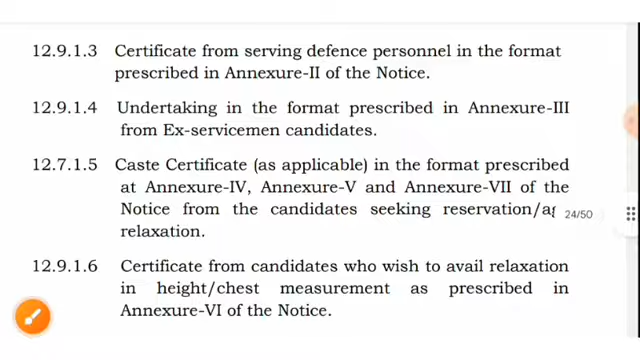 12.9.1.3 Certificate from serving defence personnel in the format
prescribed in Annexure-II of the Notice.
12.9.1.4 Undertaking in the format prescribed in Annexure-III
from Ex-servicemen candidates.
12.7.1.5 Caste Certificate (as applicable) in the format prescribed
at Annexure-IV, Annexure-V and Annexure-VII of the
Notice from the candidates seeking reservation/
24/50
relaxation.
12.9.1.6 Certificate from candidates who wish to avail relaxation
in height/chest measurement as prescribed in
Annexure-VI of the Notice.